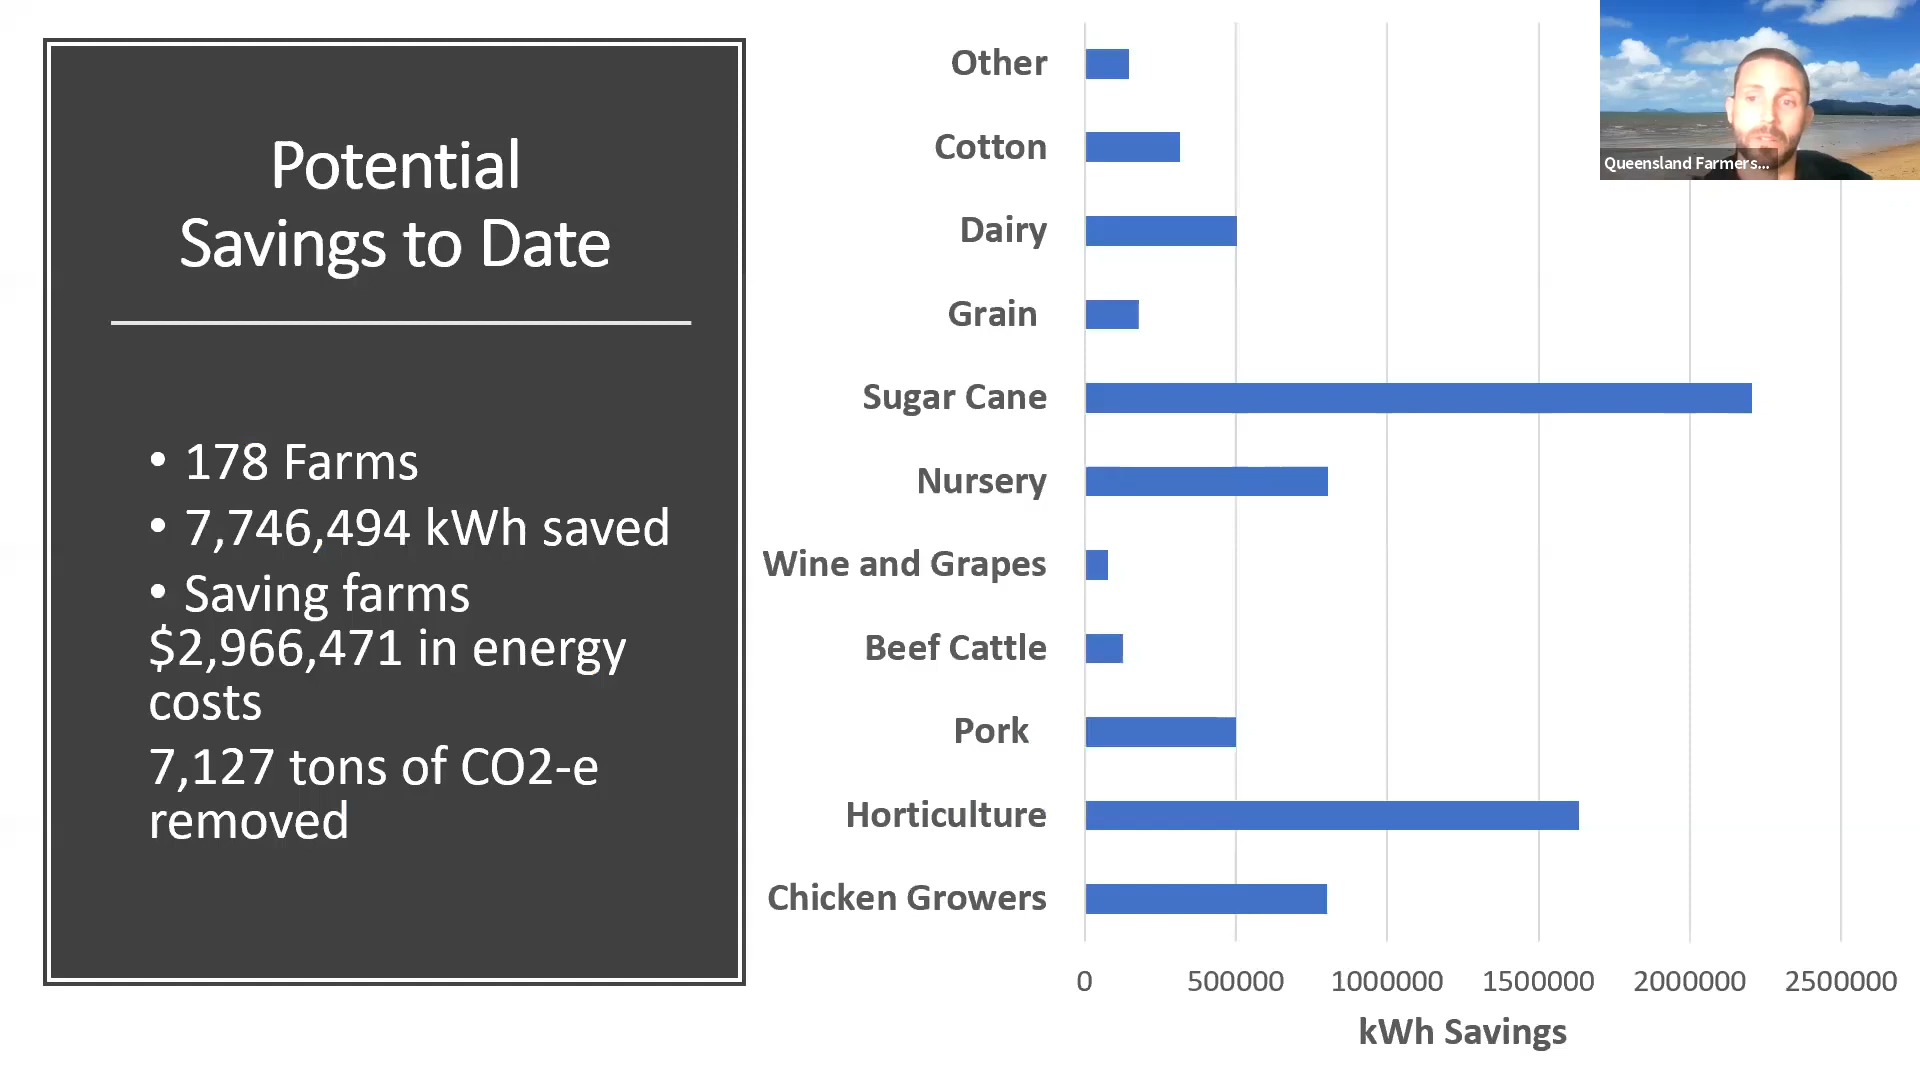 Potential
Savings to Date
• 178 Farms
• 7,746,494 kWh saved
• Saving farms
$2,966,471 in energy
costs
7,127 tons of CO2-e
removed
Other
Cotton
Dairy
Grain
Sugar Cane
Nursery
Wine and Grapes
Beef Cattle
Pork
Horticulture
Chicken Growers
0 500000 1000000 1500000 2000000 2500000
kWh Savings
Queensland Farmers...